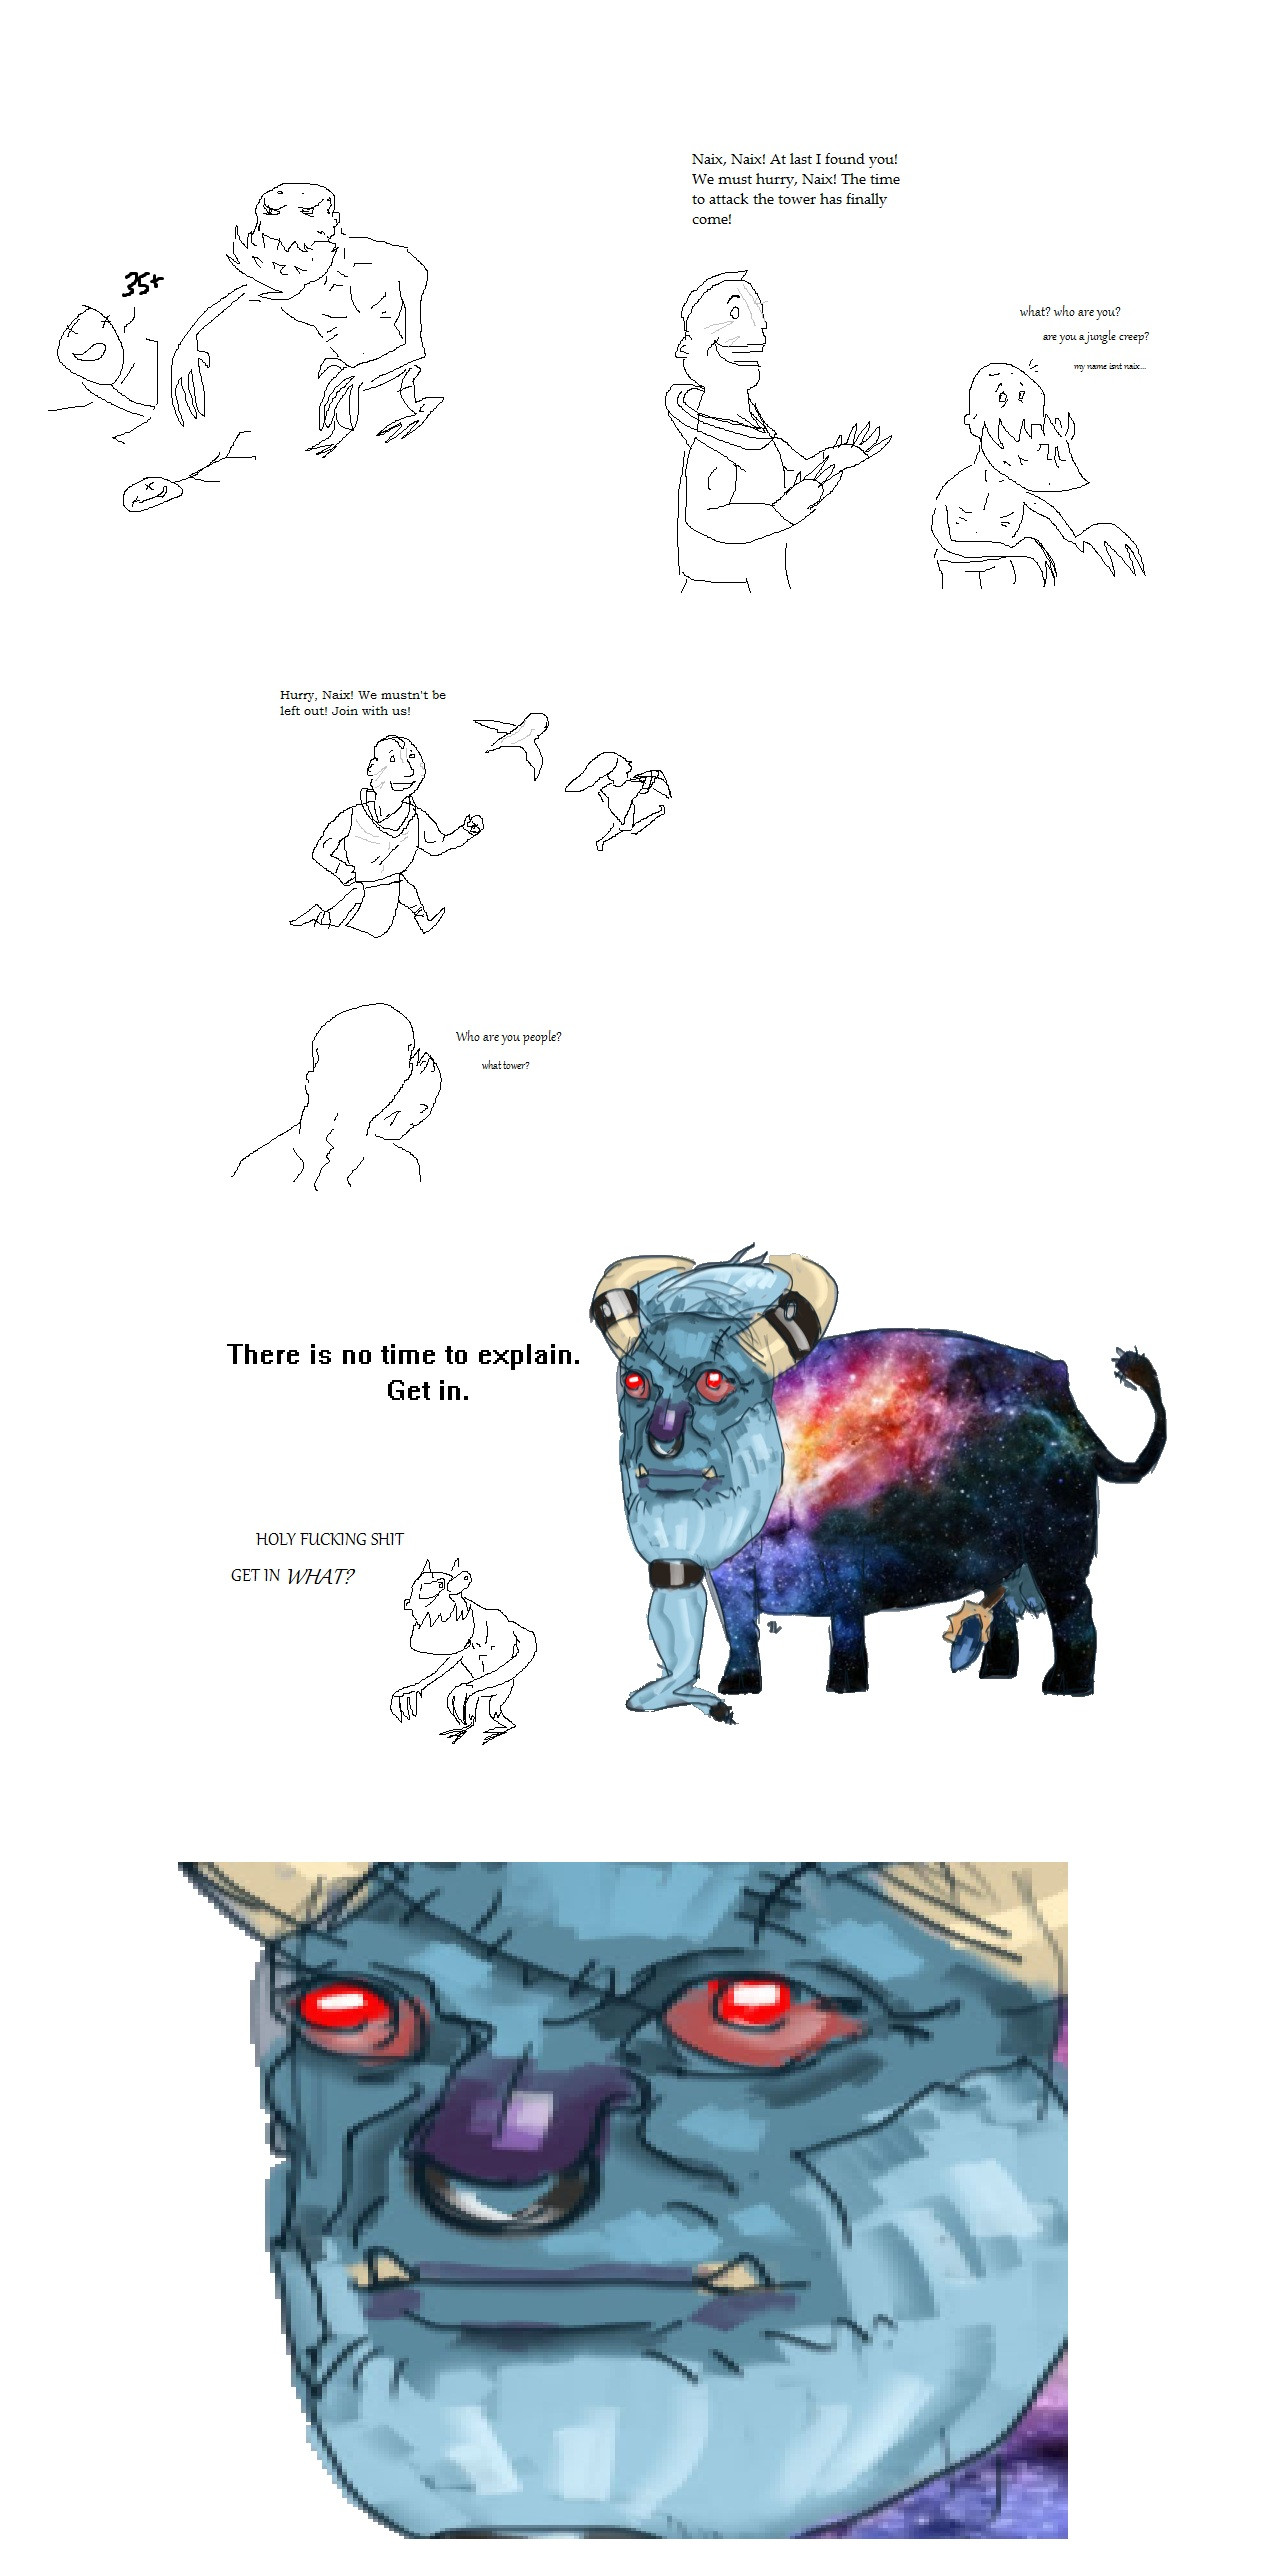 35+
Naix, Naix! At last I found you!
We must hurry, Naix! The time
to attack the tower has finally
come!
what? who are you?
are you a jungle creep?
my name isnt naix...
Hurry, Naix! We mustn't be
left out! Join with us!
Who are you people?
what tower?
There is no time to explain.
Get in.
HOLY FUCKING SHIT
GET IN WHAT?